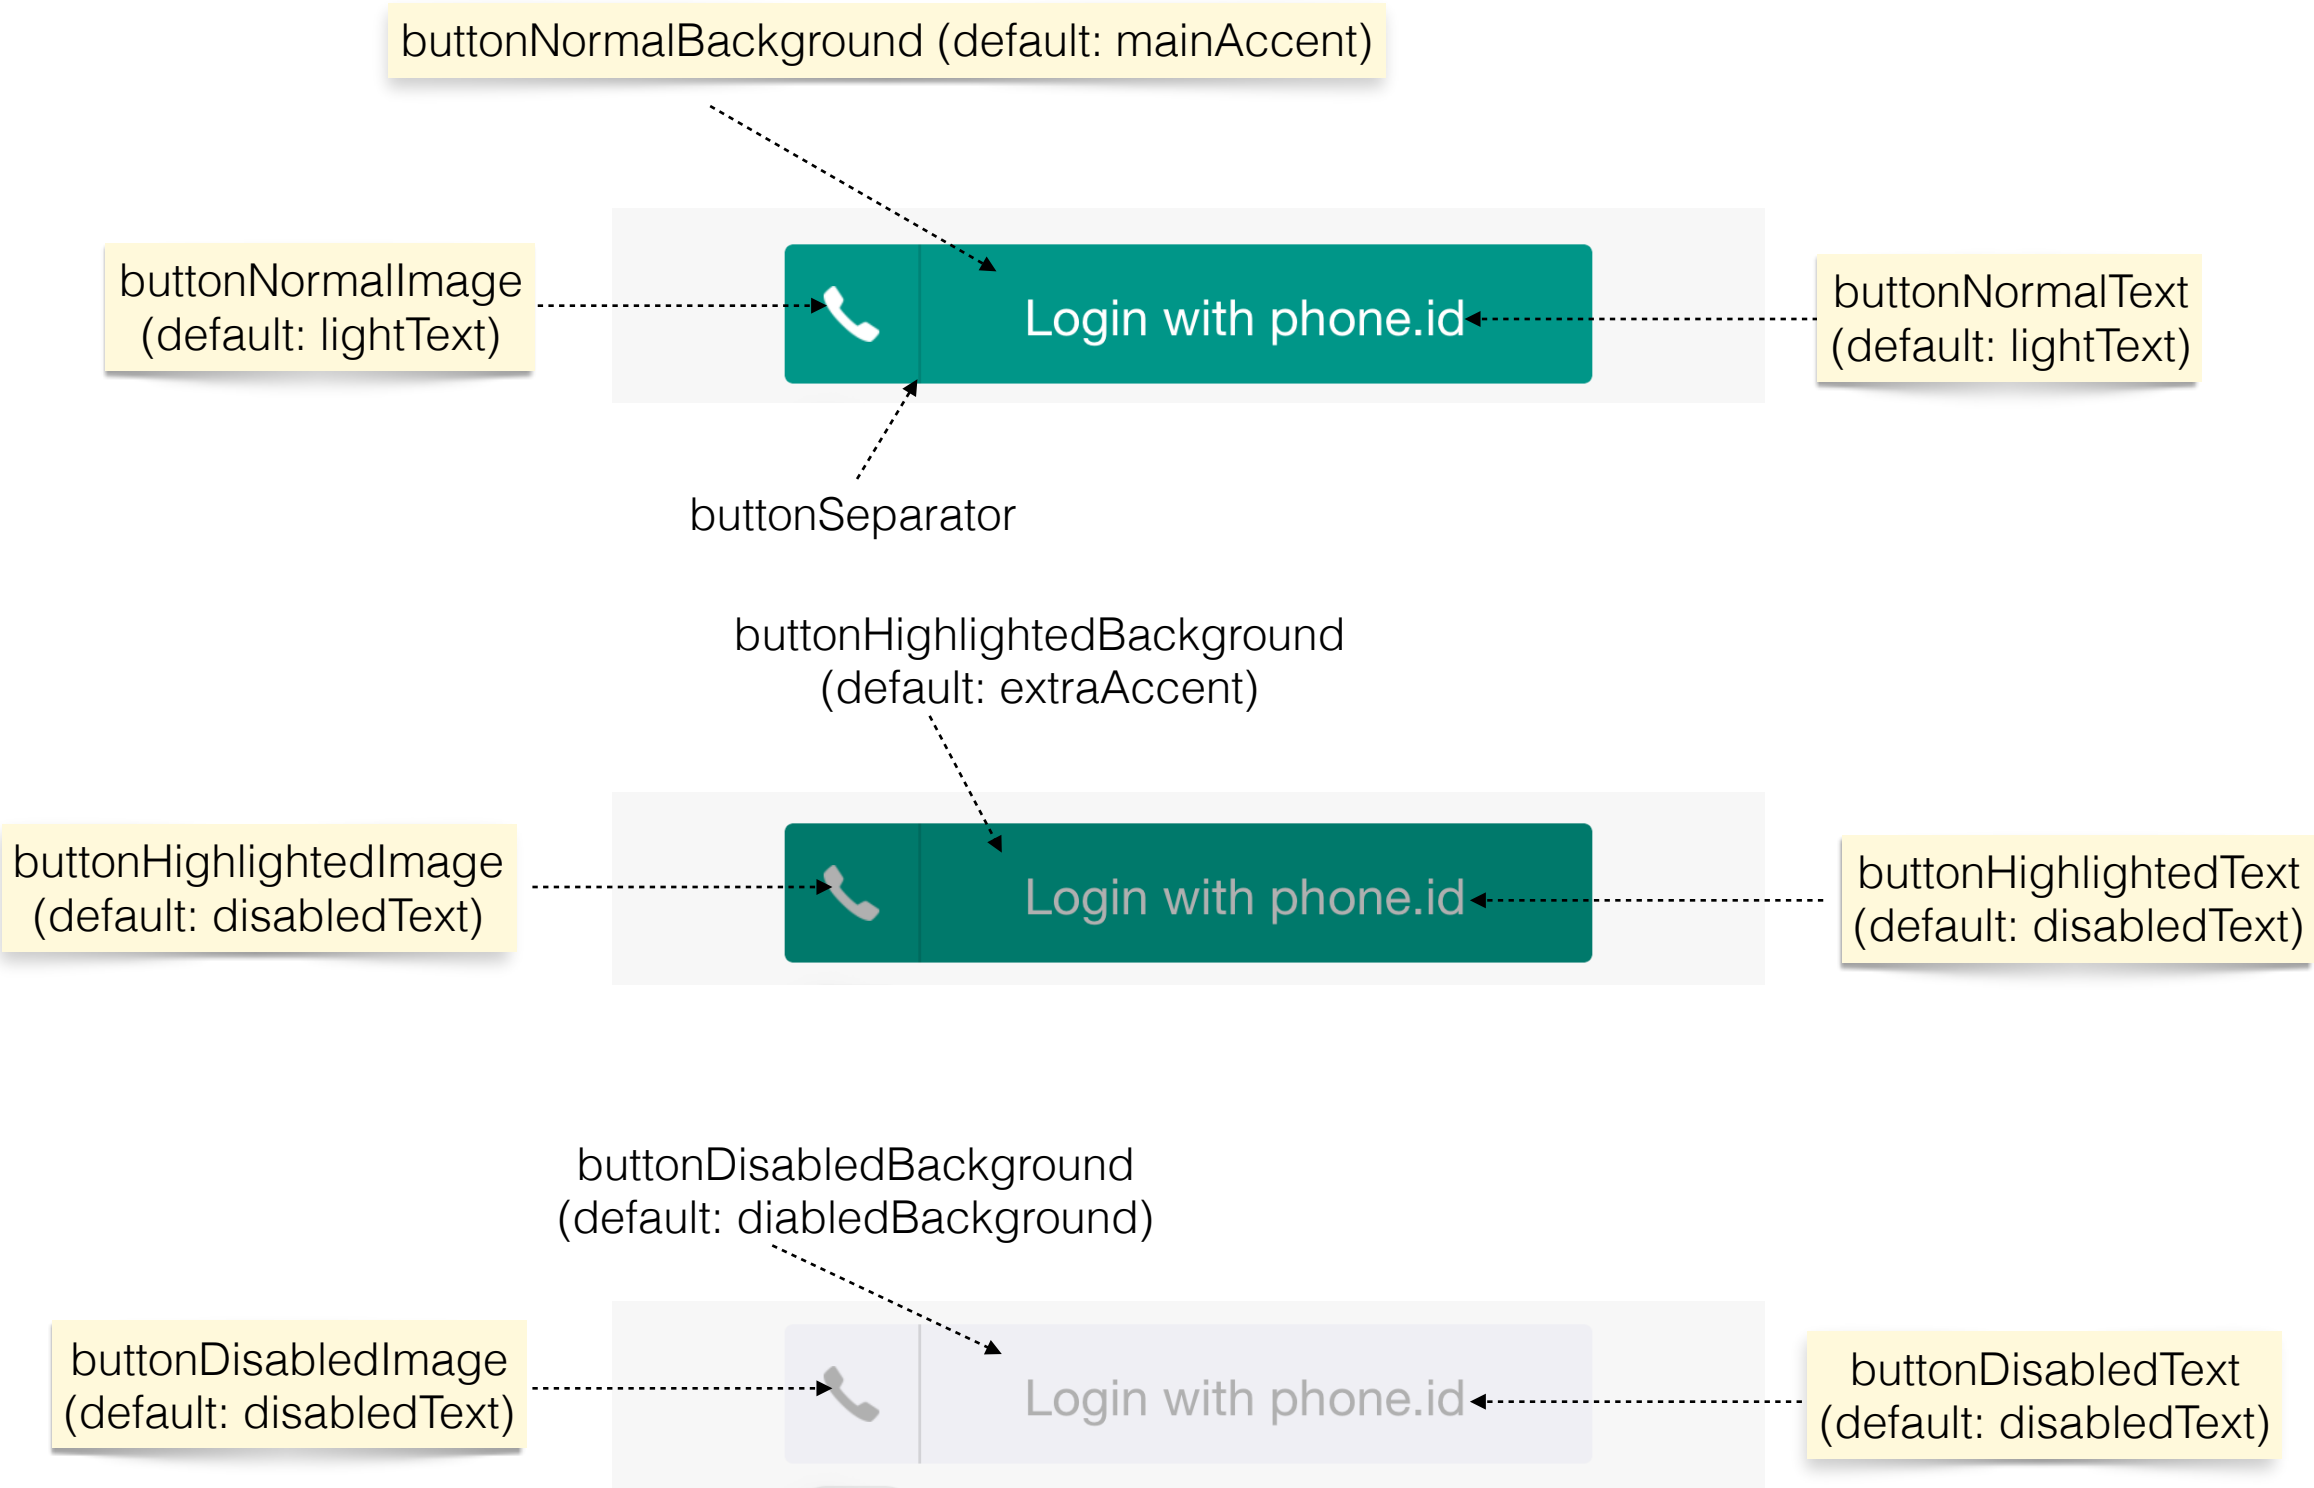 buttonNormalBackground (default: mainAccent)
buttonNormalImage
(default: lightText)
Login with phone.id
buttonNormalText
(default: lightText)
buttonSeparator
buttonHighlightedBackground
(default: extraAccent)
buttonHighlightedImage
(default: disabledText)
Login with phone.id
buttonHighlightedText
(default: disabledText)
buttonDisabledBackground
(default: diabledBackground)
buttonDisabledImage
(default: disabledText)
Login with phone.id
buttonDisabledText
(default: disabledText)